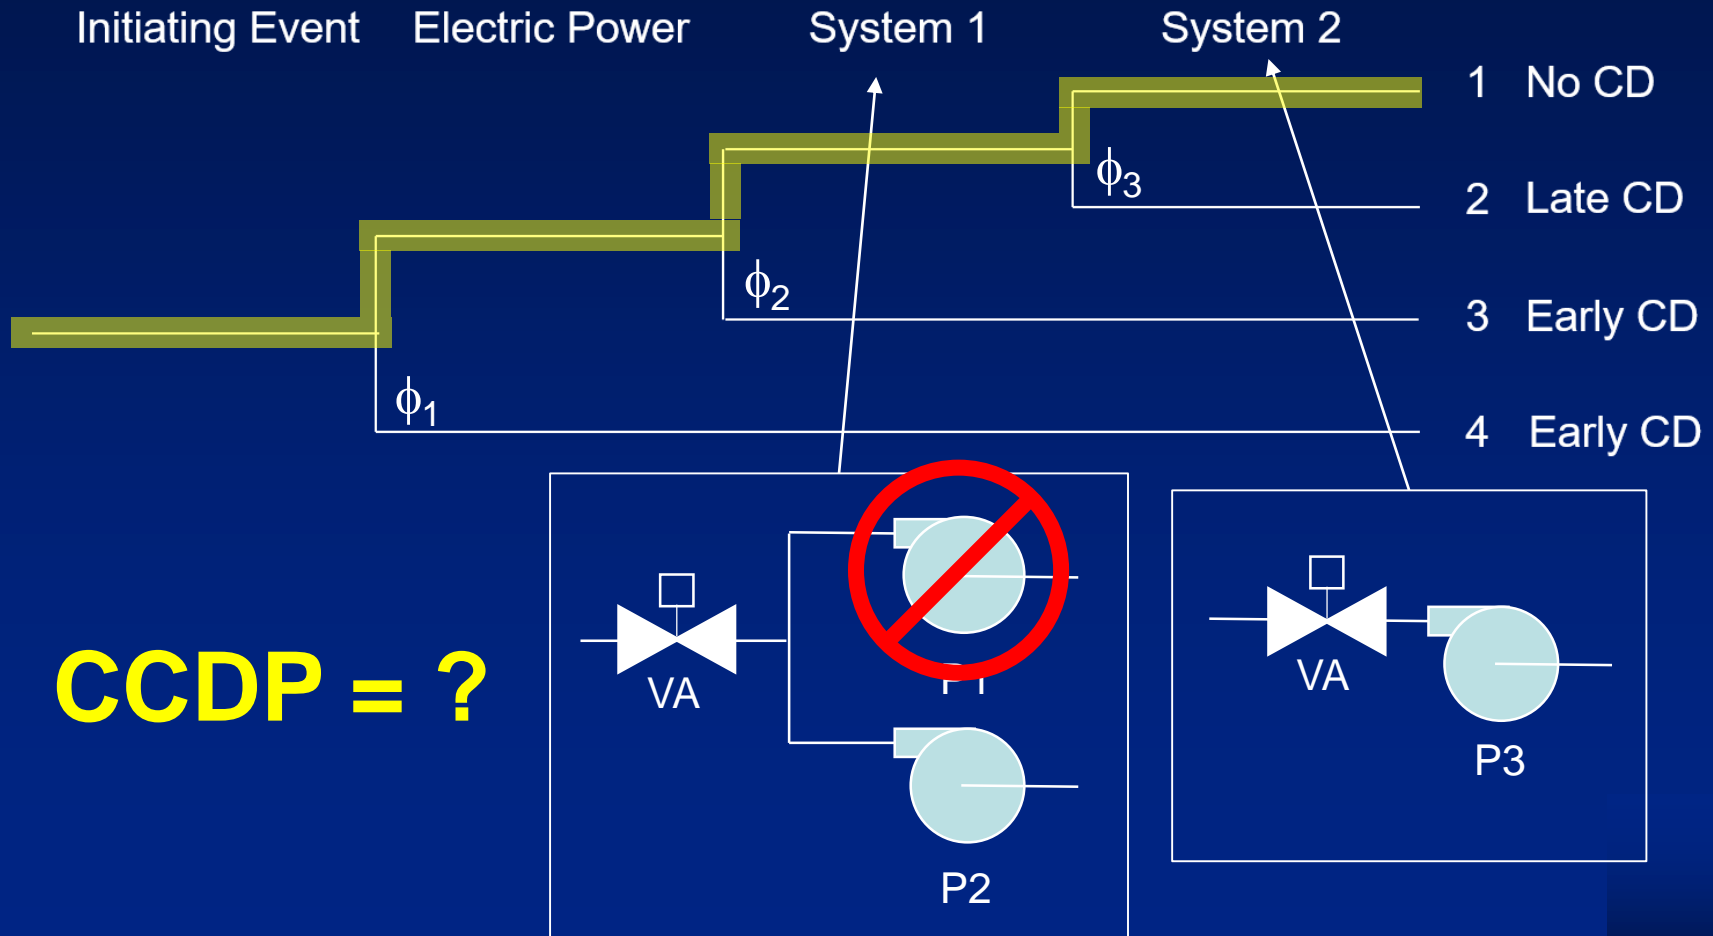 Initiating Event Electric Power System 1 System 2
1 No CD
ϕ3
2 Late CD
ϕ2
3 Early CD
ϕ1
4 Early CD
CCDP = ?
VA
VA
P3
P2